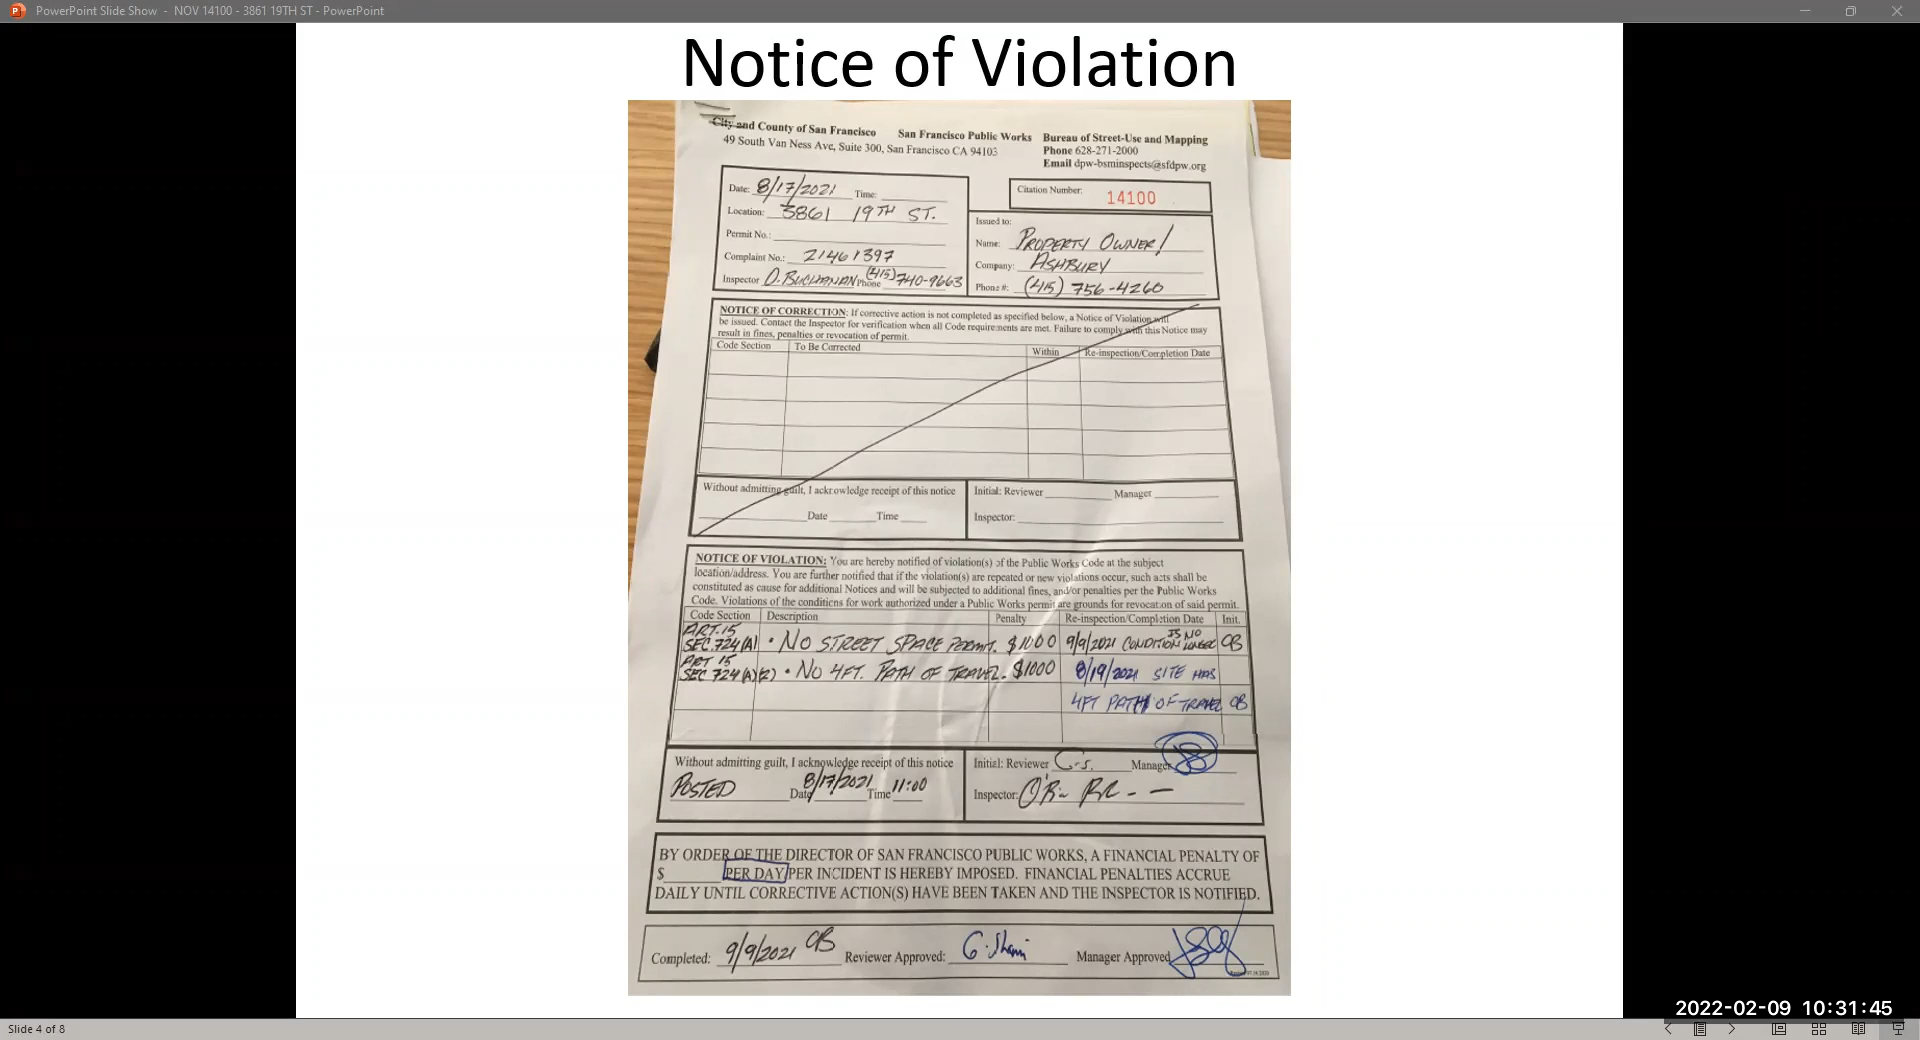 PowerPoint Slide Show - NOV 14100 - 3861 19TH ST - PowerPoint
Notice of Violation
City and County of San Francisco San Francisco Public Works Bureau of Street-Use and Mapping
49 South Van Ness Ave, Suite 300, San Francisco CA 94103 Phone 628-271-2000
Email dpw-bsminspects@sfdpw.org
Date: 8/17/2021 Time:
Citation Number: 14100
Location: 3861 19TH ST.
Issued to:
Permit No.:
Name: PROPERTY OWNER/
Complaint No.: 21461397
Company: ASHBURY
Inspector O. BUCHANAN Phone (415) 740-9663
Phone #: (415) 756-4260
NOTICE OF CORRECTION: If corrective action is not completed as specified below, a Notice of Violation will
be issued. Contact the Inspector for verification when all Code requirements are met. Failure to comply with this Notice may
result in fines, penalties or revocation of permit.
Code Section To Be Corrected Within Re-inspection/Completion Date
Without admitting guilt, I acknowledge receipt of this notice Initial: Reviewer Manager
Date Time Inspector:
NOTICE OF VIOLATION: You are hereby notified of violation(s) of the Public Works Code at the subject
location/address. You are further notified that if the violation(s) are repeated or new violations occur, such acts shall be
constituted as cause for additional Notices and will be subjected to additional fines, and/or penalties per the Public Works
Code. Violations of the conditions for work authorized under a Public Works permit are grounds for revocation of said permit.
Code Section Description Penalty Re-inspection/Completion Date Init.
ART. 15
SEC 724(A) • NO STREET SPACE PERMIT. $1000 9/9/2021 CONDITION IS NO LONGER OB
ART 15
SEC 724(A)(2) • NO 4FT. PATH OF TRAVEL. $1000 8/19/2021 SITE HAS
4FT PATH OF TRAVEL OB
Without admitting guilt, I acknowledge receipt of this notice Initial: Reviewer G.S. Manager
POSTED Date 8/17/2021 Time 11:00 Inspector:
BY ORDER OF THE DIRECTOR OF SAN FRANCISCO PUBLIC WORKS, A FINANCIAL PENALTY OF
$ PER DAY PER INCIDENT IS HEREBY IMPOSED. FINANCIAL PENALTIES ACCRUE
DAILY UNTIL CORRECTIVE ACTION(S) HAVE BEEN TAKEN AND THE INSPECTOR IS NOTIFIED.
Completed: 9/9/2021 OB Reviewer Approved: Manager Approved
2022-02-09 10:31:45
Slide 4 of 8